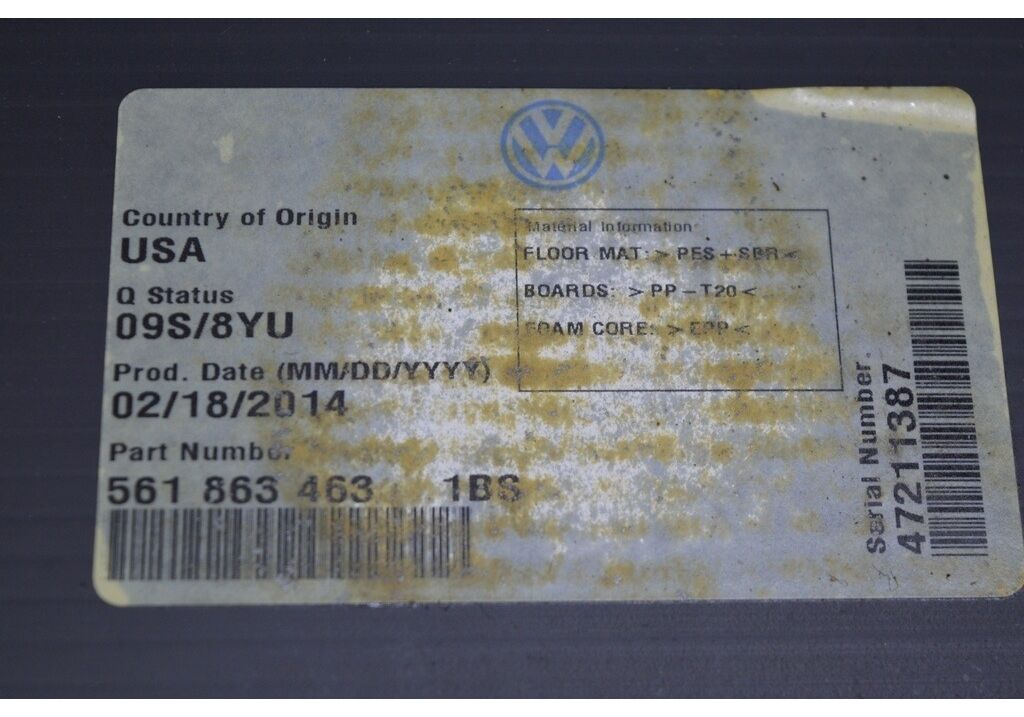 Country of Origin
USA
Q Status
09S/8YU
Prod. Date (MM/DD/YYYY)
02/18/2014
Part Number
561 863 463 1BS
Material Information
FLOOR MAT: > PES + SBR <
BOARDS: > PP - T20 <
FOAM CORE: > EPP <
Serial Number
47211387